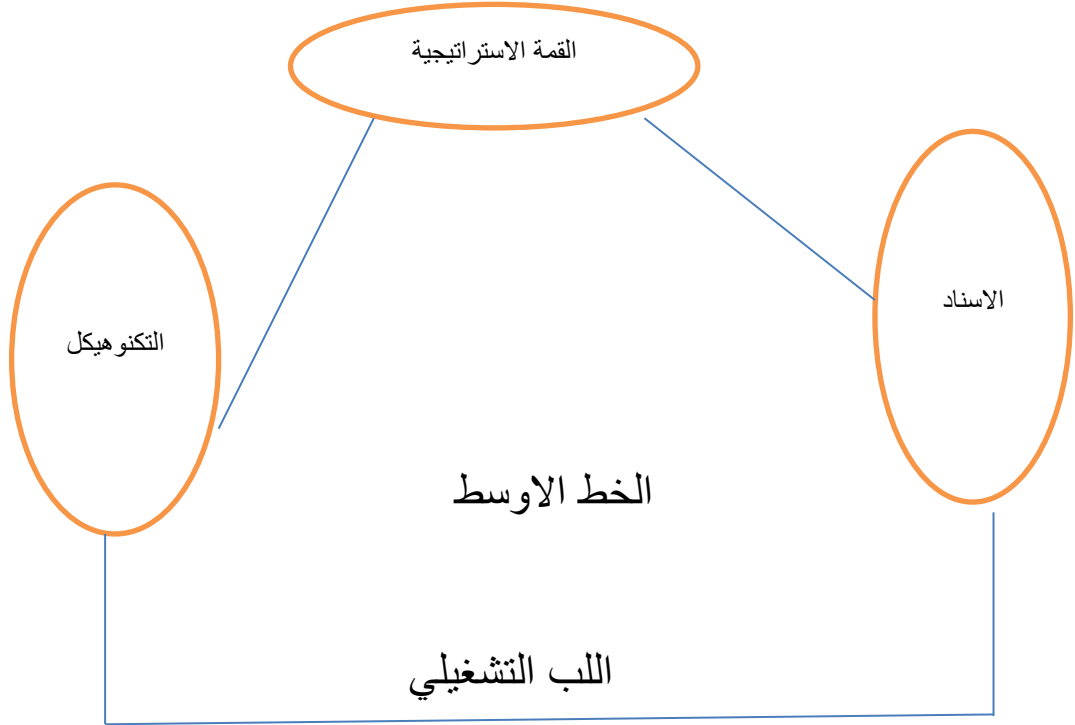 القمة الاستراتيجية
الاسناد
التكنوهيكل
الخط الاوسط
اللب التشغيلي